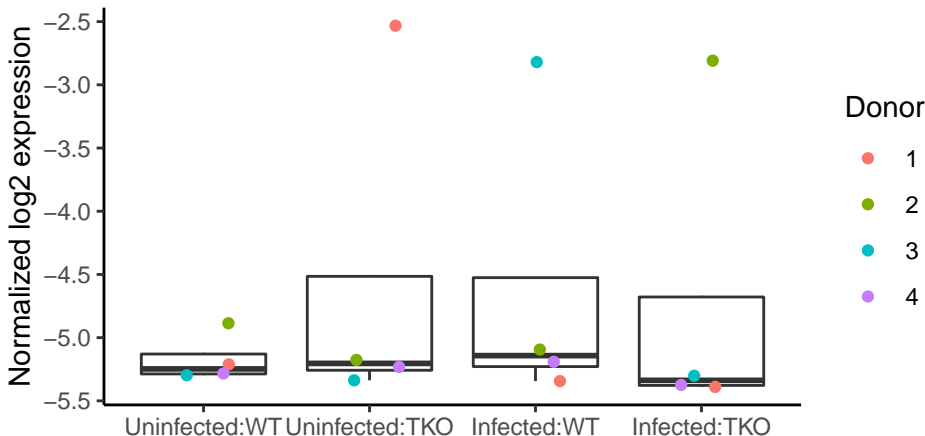 Normalized log2 expression
−2.5
−3.0
−3.5
−4.0
−4.5
−5.0
−5.5
Uninfected:WT
Uninfected:TKO
Infected:WT
Infected:TKO
Donor
1
2
3
4